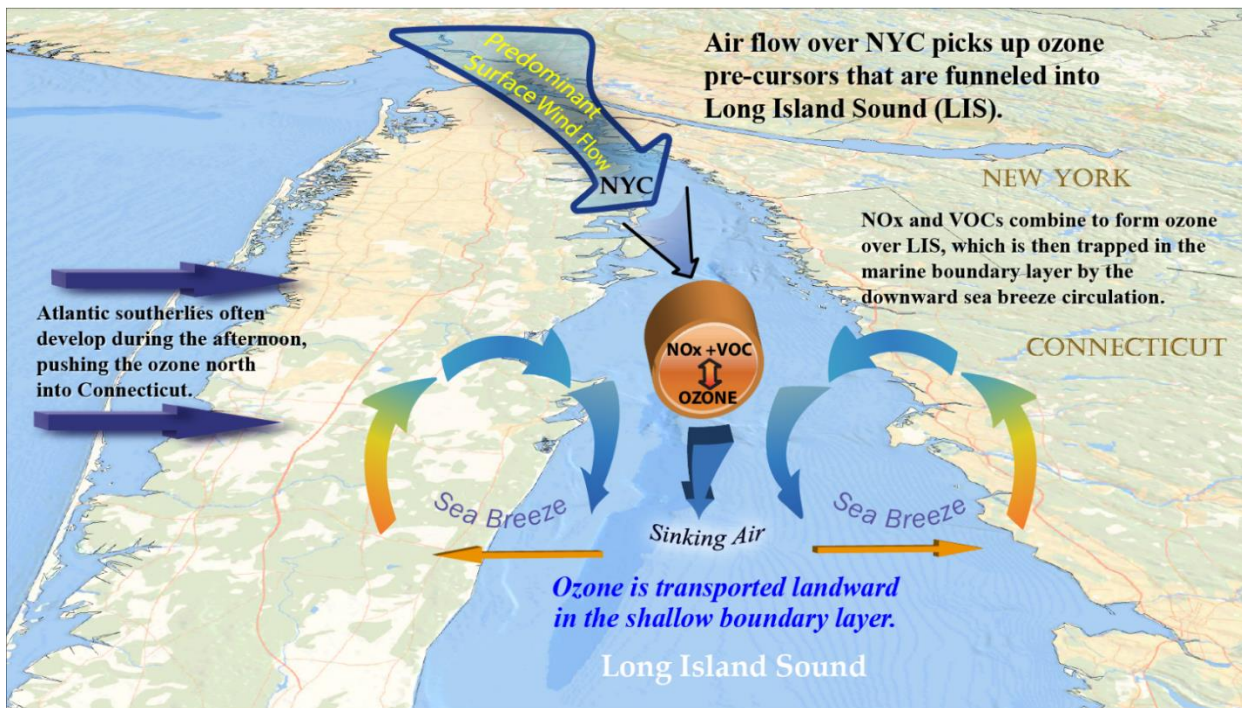 Predominant
Surface Wind Flow
NYC
Air flow over NYC picks up ozone
pre-cursors that are funneled into
Long Island Sound (LIS).
NEW YORK
NOx and VOCs combine to form ozone
over LIS, which is then trapped in the
marine boundary layer by the
downward sea breeze circulation.
CONNECTICUT
Atlantic southerlies often
develop during the afternoon,
pushing the ozone north
into Connecticut.
NOx +VOC
OZONE
Sea Breeze
Sinking Air
Sea Breeze
Ozone is transported landward
in the shallow boundary layer.
Long Island Sound